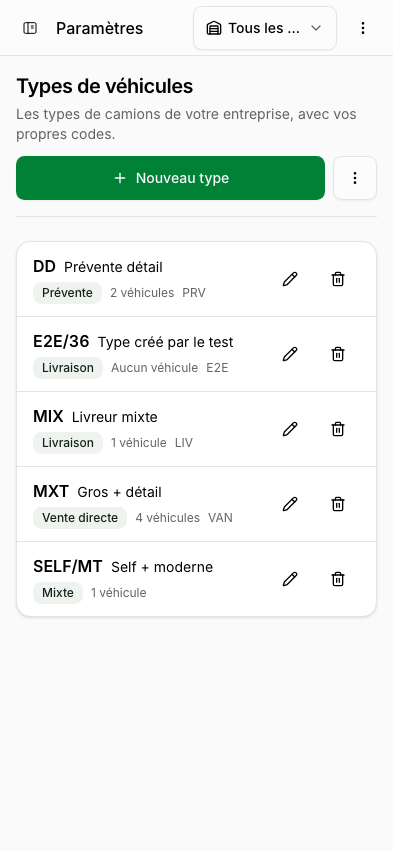 Paramètres
Tous les ...
Types de véhicules
Les types de camions de votre entreprise, avec vos
propres codes.
+ Nouveau type
DD Prévente détail
Prévente 2 véhicules PRV
E2E/36 Type créé par le test
Livraison Aucun véhicule E2E
MIX Livreur mixte
Livraison 1 véhicule LIV
MXT Gros + détail
Vente directe 4 véhicules VAN
SELF/MT Self + moderne
Mixte 1 véhicule